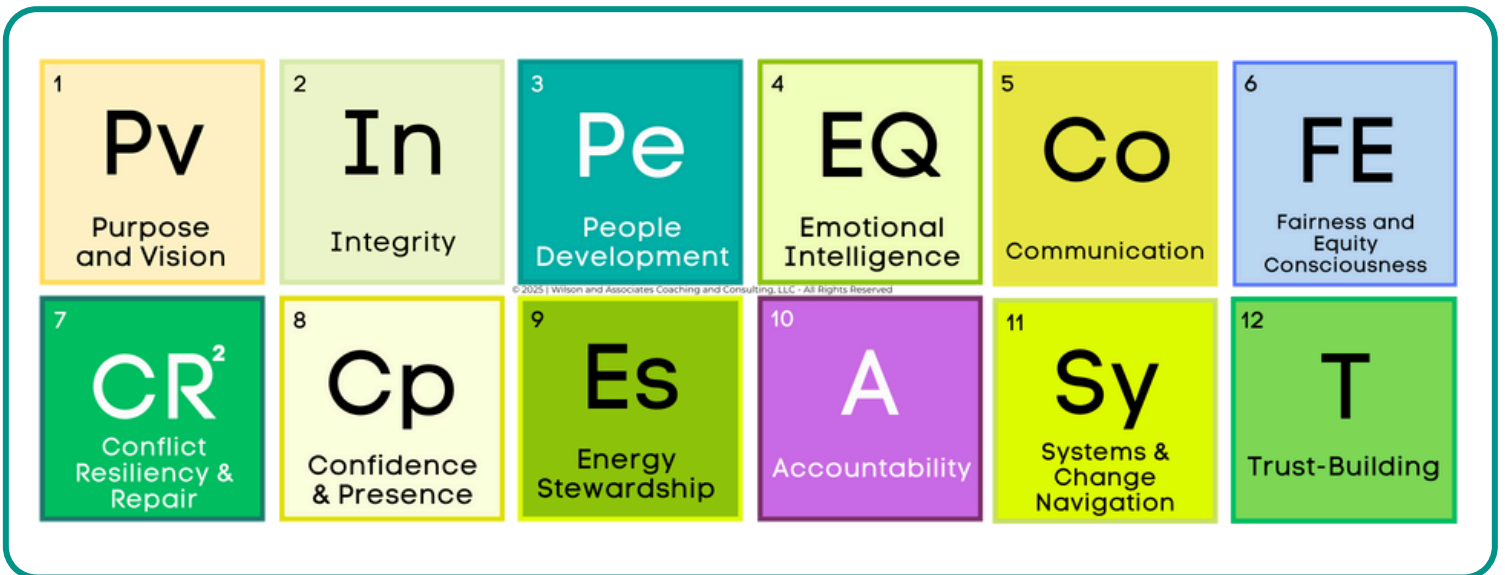 1
Pv
Purpose
and Vision
2
In
Integrity
3
Pe
People
Development
4
EQ
Emotional
Intelligence
5
Co
Communication
6
FE
Fairness and
Equity
Consciousness
© 2025 | Wilson and Associates Coaching and Consulting, LLC - All Rights Reserved
7
CR²
Conflict
Resiliency &
Repair
8
Cp
Confidence
& Presence
9
Es
Energy
Stewardship
10
A
Accountability
11
Sy
Systems &
Change
Navigation
12
T
Trust-Building